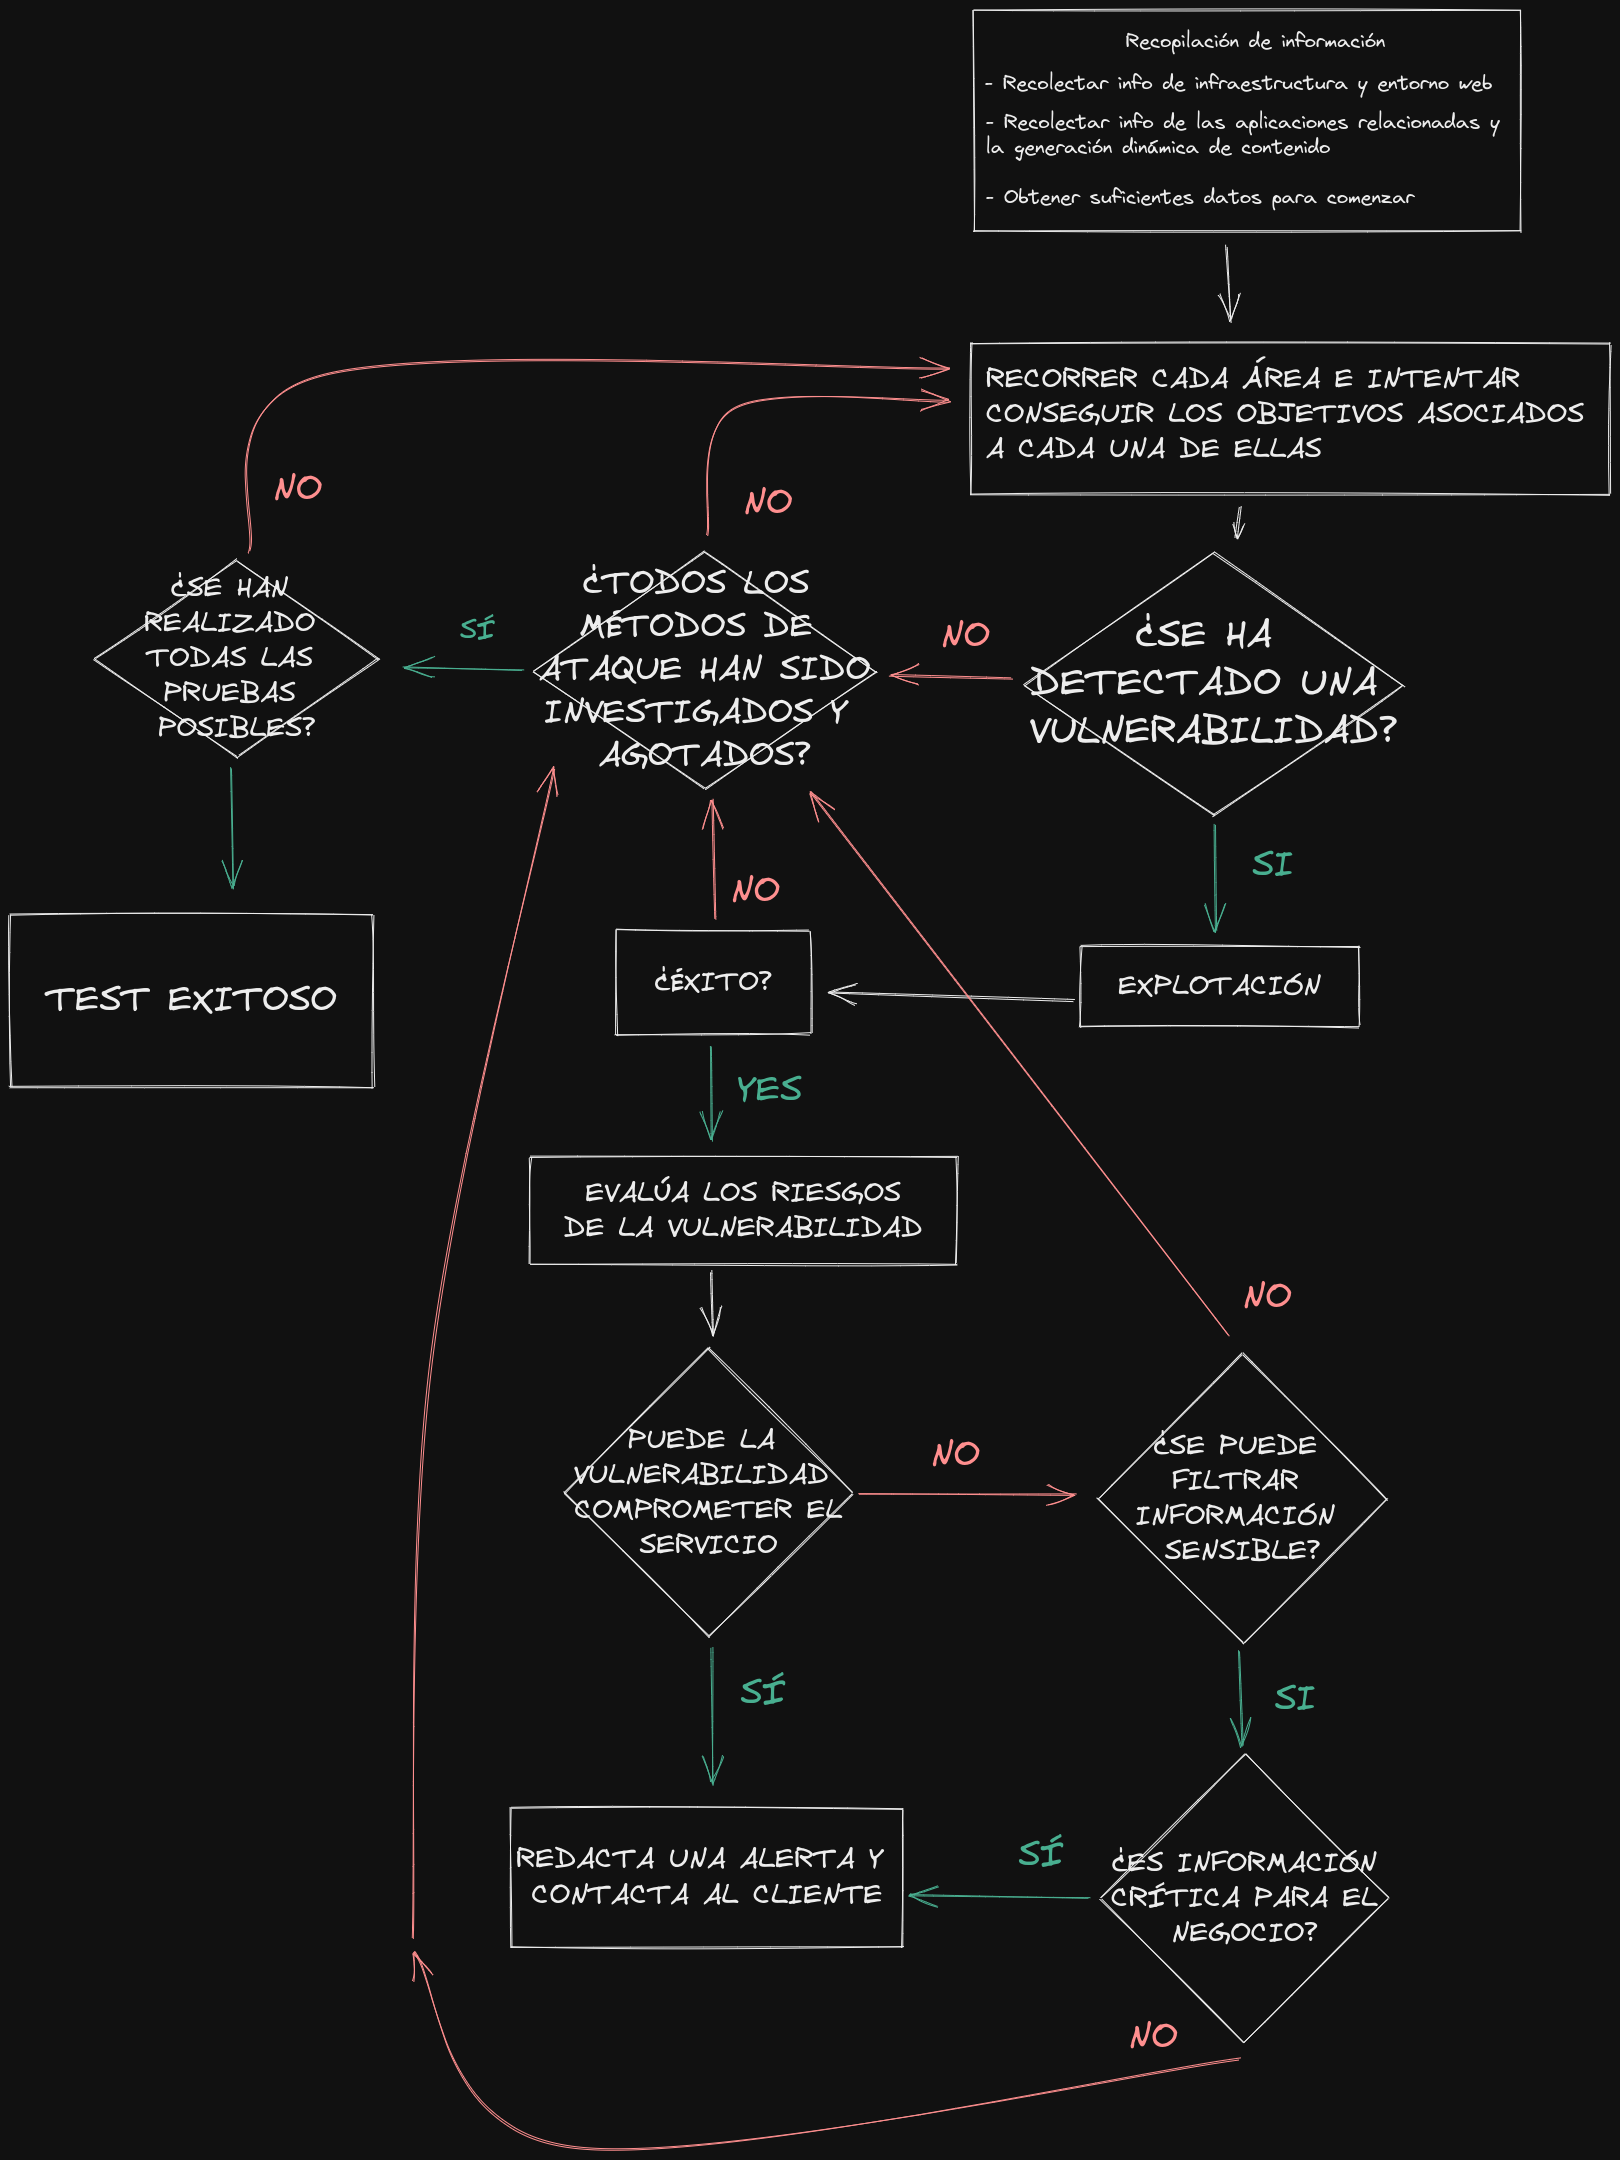 Recopilación de información
- Recolectar info de infraestructura y entorno web
- Recolectar info de las aplicaciones relacionadas y
la generación dinámica de contenido
- Obtener suficientes datos para comenzar
RECORRER CADA ÁREA E INTENTAR
CONSEGUIR LOS OBJETIVOS ASOCIADOS
A CADA UNA DE ELLAS
NO
NO
¿SE HAN
REALIZADO
TODAS LAS
PRUEBAS
POSIBLES?
SÍ
¿TODOS LOS
MÉTODOS DE
ATAQUE HAN SIDO
INVESTIGADOS Y
AGOTADOS?
NO
¿SE HA
DETECTADO UNA
VULNERABILIDAD?
SI
NO
TEST EXITOSO
¿ÉXITO?
EXPLOTACIÓN
YES
EVALÚA LOS RIESGOS
DE LA VULNERABILIDAD
NO
PUEDE LA
VULNERABILIDAD
COMPROMETER EL
SERVICIO
NO
¿SE PUEDE
FILTRAR
INFORMACIÓN
SENSIBLE?
SÍ
SI
REDACTA UNA ALERTA Y
CONTACTA AL CLIENTE
SÍ
¿ES INFORMACIÓN
CRÍTICA PARA EL
NEGOCIO?
NO